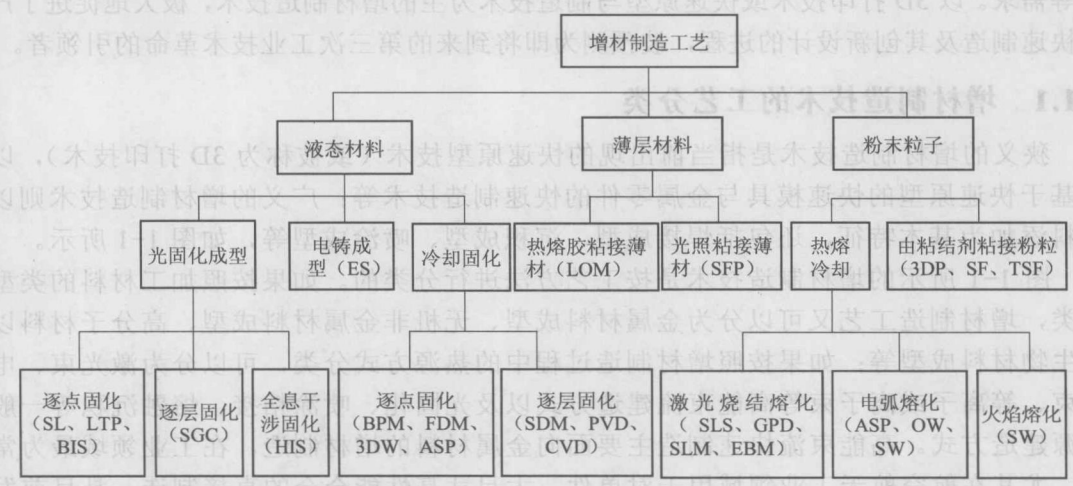 增材制造工艺
液态材料
薄层材料
粉末粒子
光固化成型
电铸成
型（ES）
冷却固化
热熔胶粘接薄
材（LOM）
光照粘接薄
材（SFP）
热熔
冷却
由粘结剂粘接粉粒
（3DP、SF、TSF）
逐点固化
（SL、LTP、
BIS）
逐层固化
（SGC）
全息干
涉固化
（HIS）
逐点固化
（BPM、FDM、
3DW）
逐层固化
（SDM、PVD、
CVD）
激光烧结熔化
（SLS、GPD、
SLM、EBM）
电弧熔化
（ASP、OW、
SW）
火焰熔化
（SW）